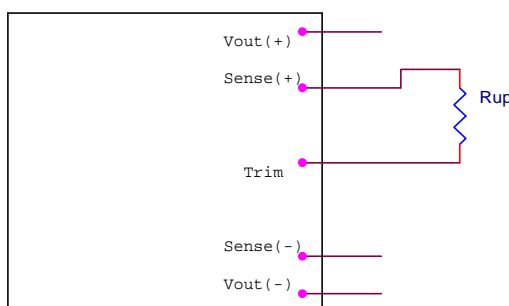 Vout(+)
Sense(+)
Rup
Trim
Sense(-)
Vout(-)